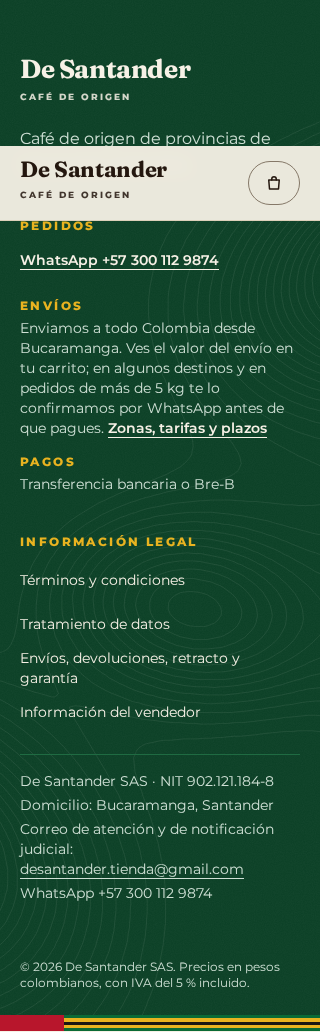 De Santander
CAFÉ DE ORIGEN
Café de origen de provincias de
De Santander
CAFÉ DE ORIGEN
PEDIDOS
WhatsApp +57 300 112 9874
ENVÍOS
Enviamos a todo Colombia desde
Bucaramanga. Ves el valor del envío en
tu carrito; en algunos destinos y en
pedidos de más de 5 kg te lo
confirmamos por WhatsApp antes de
que pagues. Zonas, tarifas y plazos
PAGOS
Transferencia bancaria o Bre-B
INFORMACIÓN LEGAL
Términos y condiciones
Tratamiento de datos
Envíos, devoluciones, retracto y
garantía
Información del vendedor
De Santander SAS · NIT 902.121.184-8
Domicilio: Bucaramanga, Santander
Correo de atención y de notificación
judicial:
desantander.tienda@gmail.com
WhatsApp +57 300 112 9874
© 2026 De Santander SAS. Precios en pesos
colombianos, con IVA del 5 % incluido.